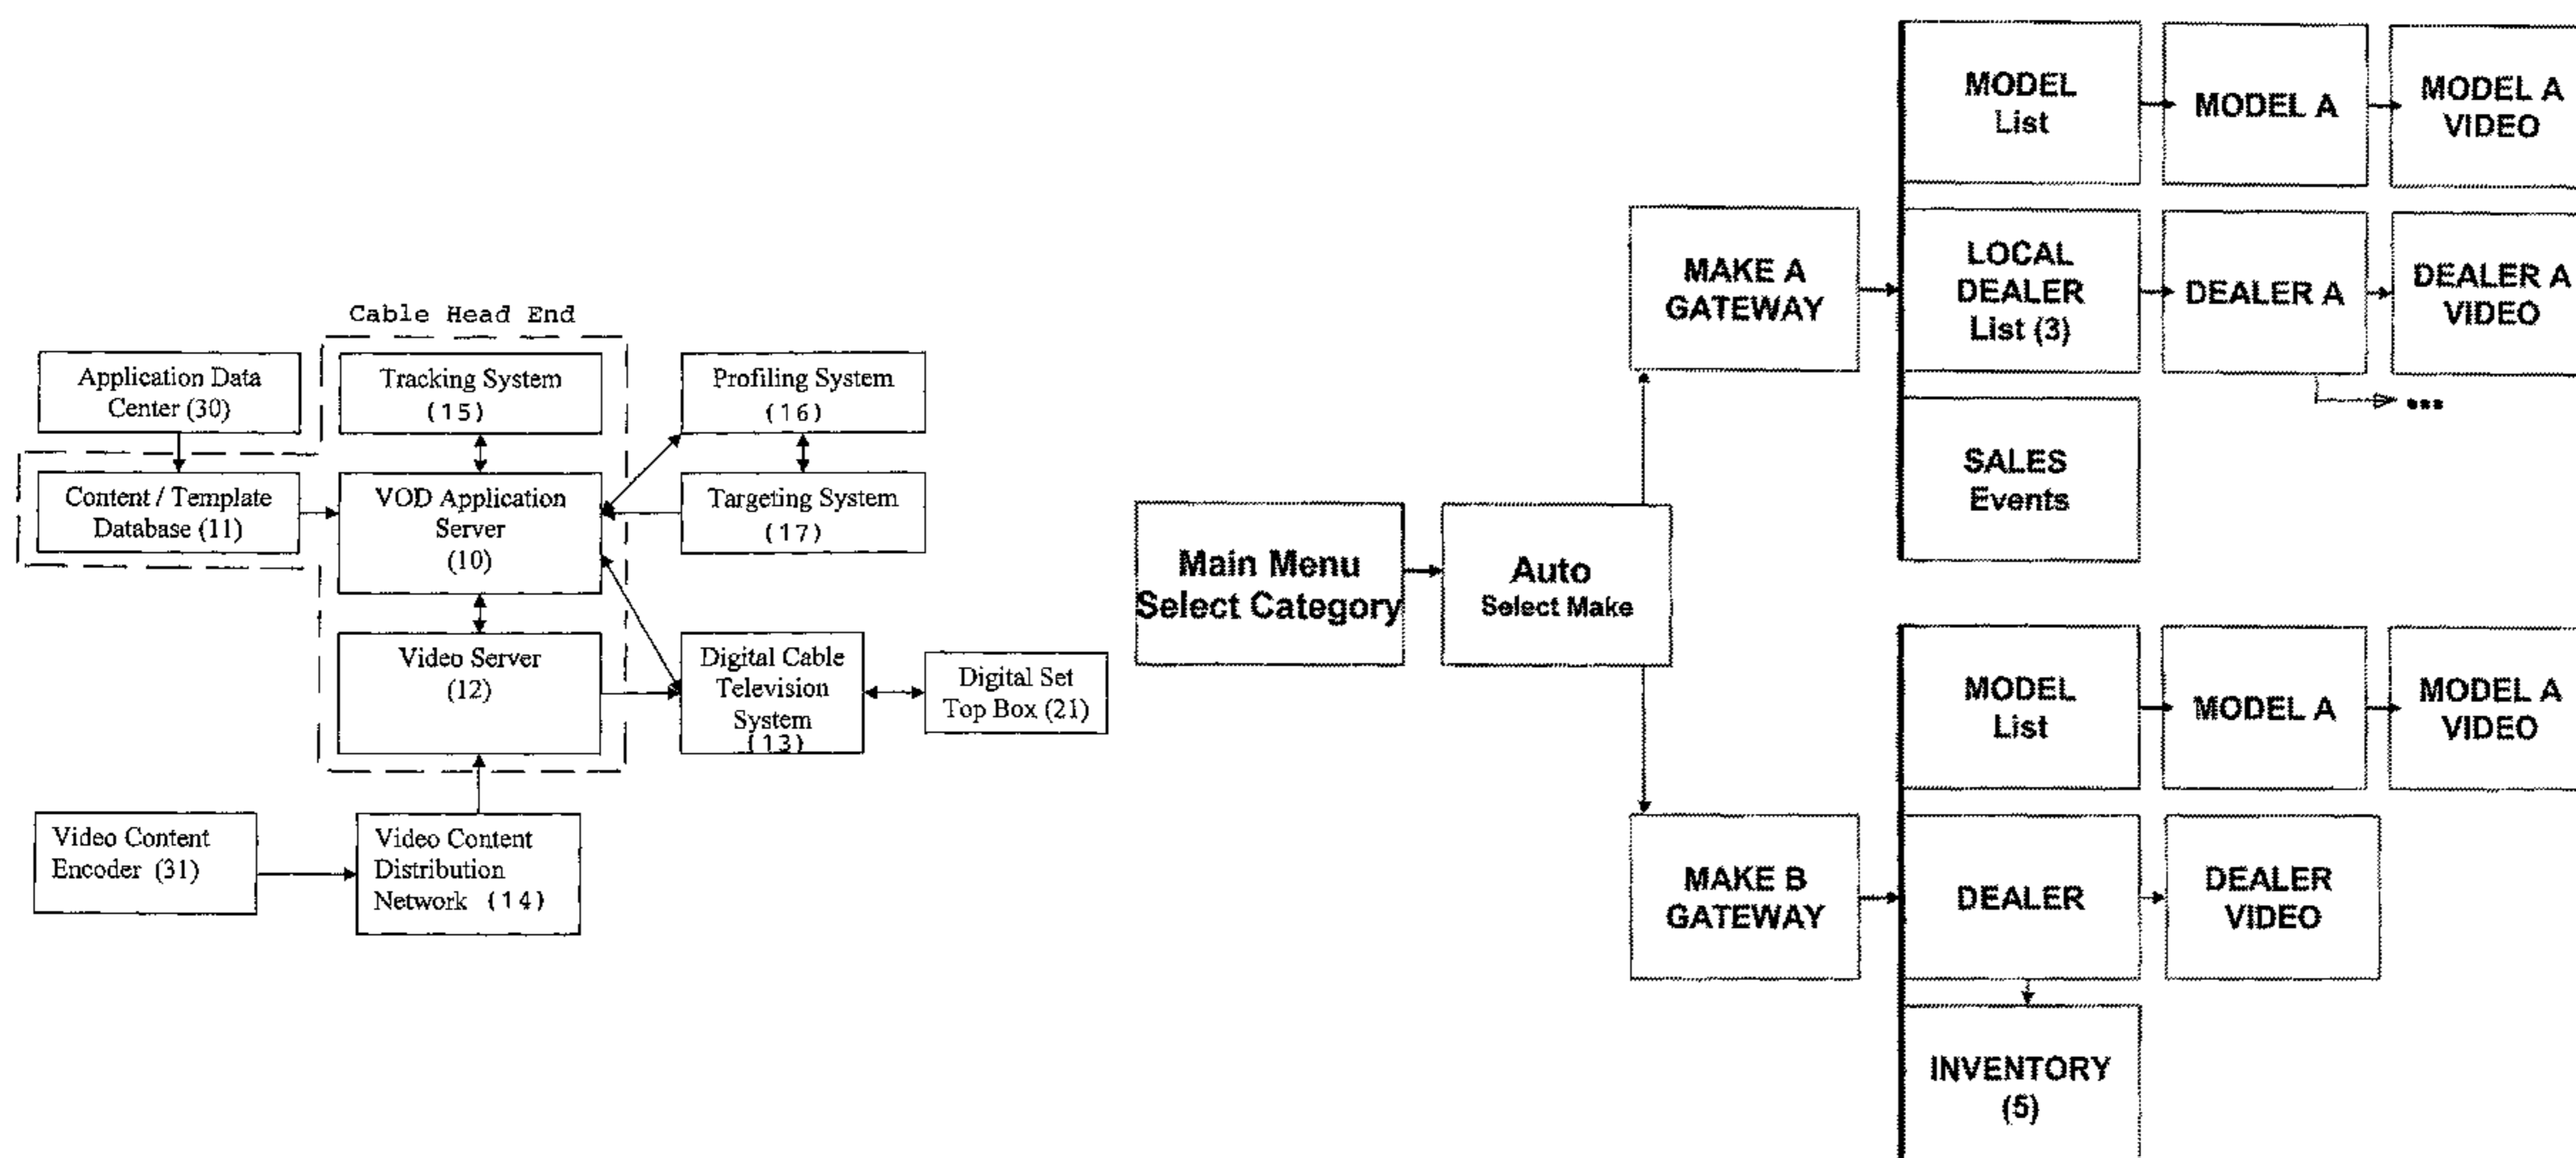 Cable Head End
Application Data
Center (30)
Tracking System
(15)
Profiling System
(16)
Content / Template
Database (11)
VOD Application
Server
(10)
Targeting System
(17)
Video Server
(12)
Digital Cable
Television
System
(13)
Digital Set
Top Box (21)
Video Content
Encoder (31)
Video Content
Distribution
Network (14)
Main Menu
Select Category
Auto
Select Make
MAKE A
GATEWAY
MODEL
List
MODEL A
MODEL A
VIDEO
LOCAL
DEALER
List (3)
DEALER A
DEALER A
VIDEO
...
SALES
Events
MAKE B
GATEWAY
MODEL
List
MODEL A
MODEL A
VIDEO
DEALER
DEALER
VIDEO
INVENTORY
(5)